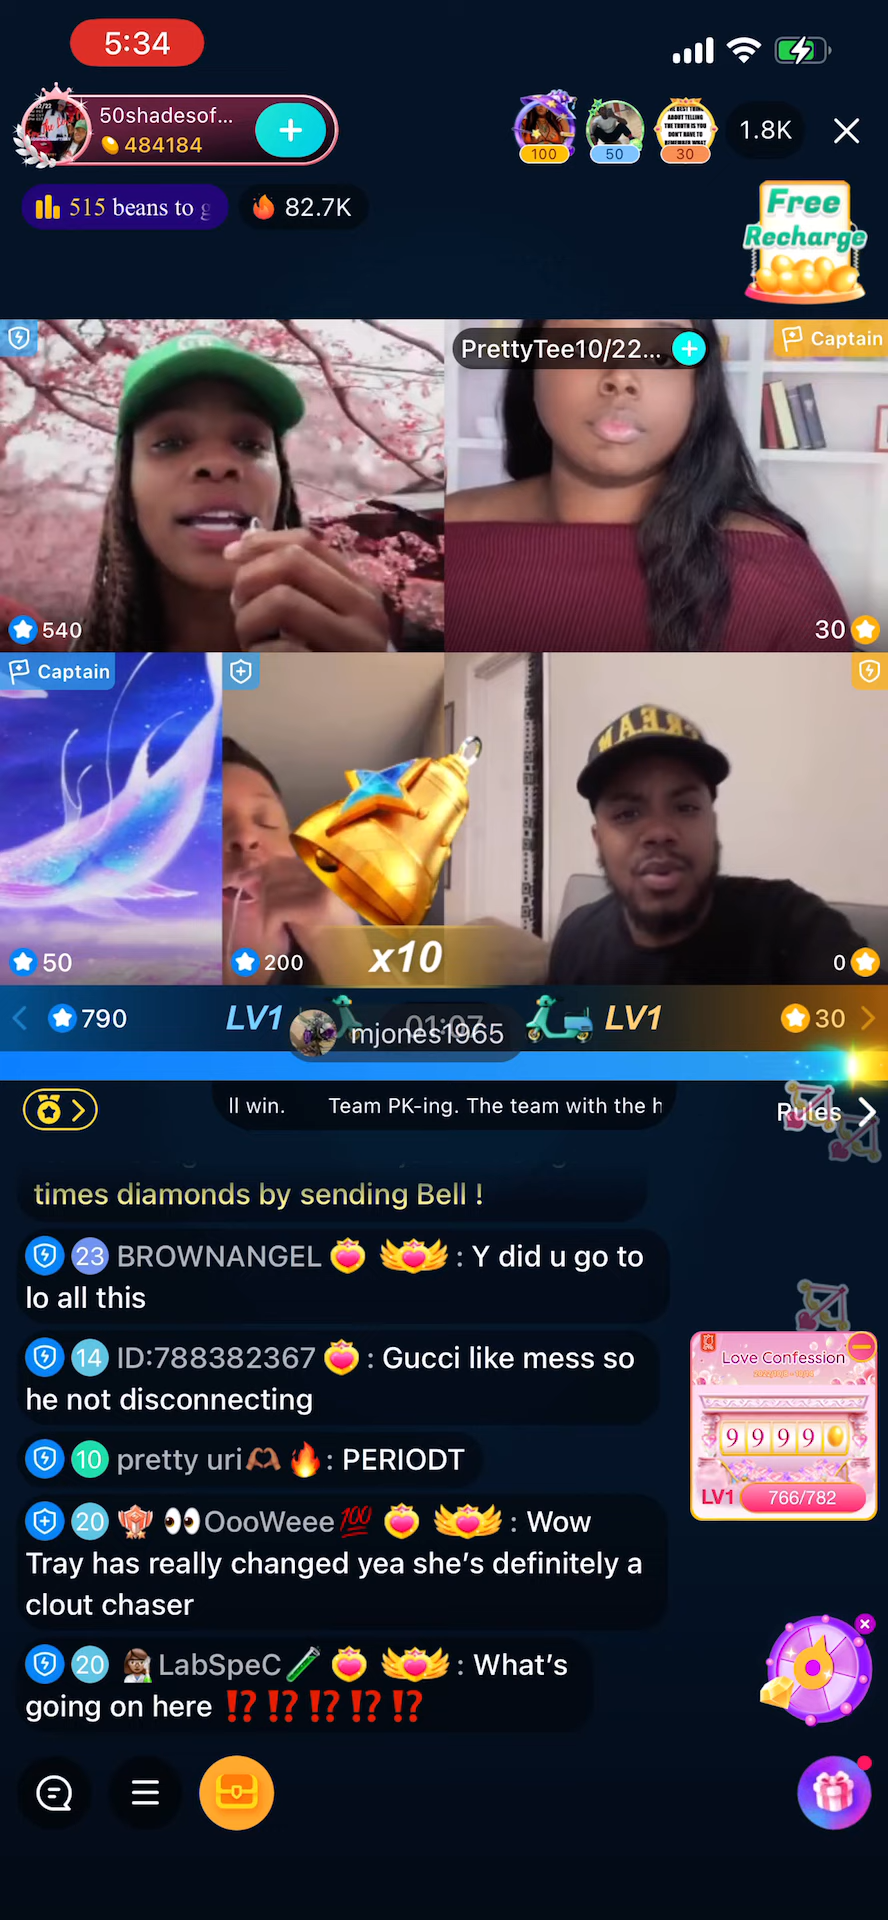 5:34
50shadesof...
484184
100
50
30
1.8K
515 beans to g
82.7K
Free
Recharge
PrettyTee10/22...
Captain
540
30
Captain
50
200
x10
0
790
LV1
01:07
LV1
30
mjones1965
ll win. Team PK-ing. The team with the h
Rules
times diamonds by sending Bell !
23 BROWNANGEL : Y did u go to
lo all this
14 ID:788382367 : Gucci like mess so
he not disconnecting
10 pretty uri🫶🏾🔥: PERIODT
20 👀OooWeee💯 : Wow
Tray has really changed yea she's definitely a
clout chaser
20 👩🏽‍🔬LabSpeC🧪 : What's
going on here ⁉️⁉️⁉️⁉️⁉️
Love Confession
9 9 9 9
LV1 766/782